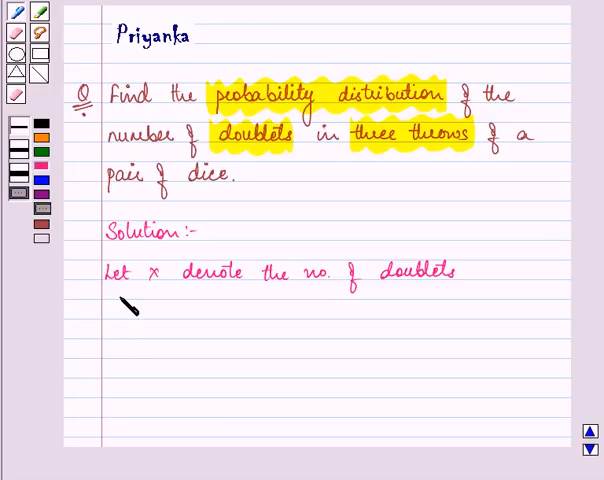 Priyanka
Q Find the probability distribution of the
number of doublets in three throws of a
pair of dice.
Solution:-
Let x denote the no. of doublets